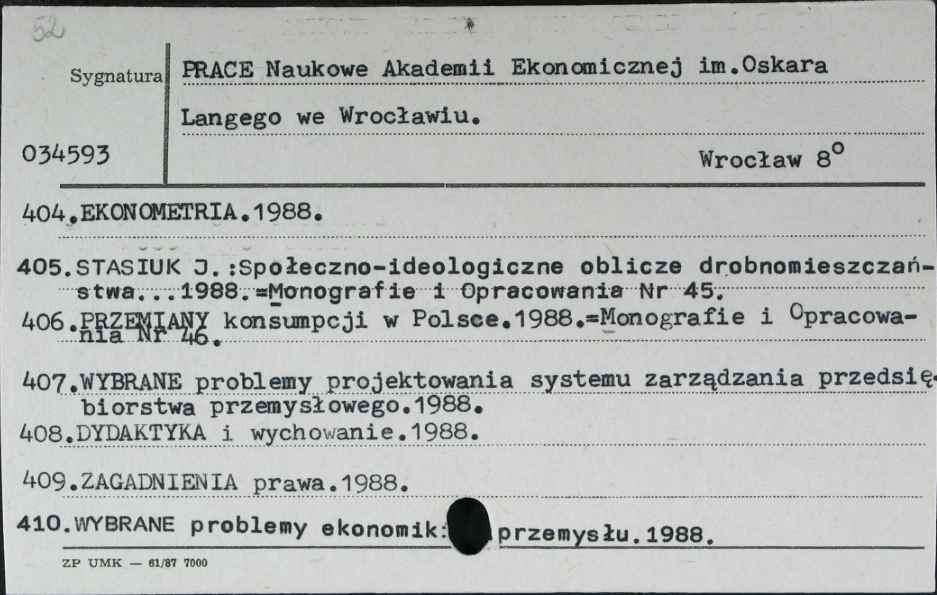 52
Sygnatura PRACE Naukowe Akademii Ekonomicznej im.Oskara
Langego we Wrocławiu.
034593 Wrocław 8°
404.EKONOMETRIA.1988.
405.STASIUK J.:Społeczno-ideologiczne oblicze drobnomieszczań-
stwa...1988.=Monografie i Opracowania Nr 45.
406.PRZEMIANY konsumpcji w Polsce.1988.=Monografie i Opracowa-
nia Nr 46.
407.WYBRANE problemy projektowania systemu zarządzania przedsię-
biorstwa przemysłowego.1988.
408.DYDAKTYKA i wychowanie.1988.
409.ZAGADNIENIA prawa.1988.
410.WYBRANE problemy przemysłu.1988.
ZP UMK — 61/87 7000